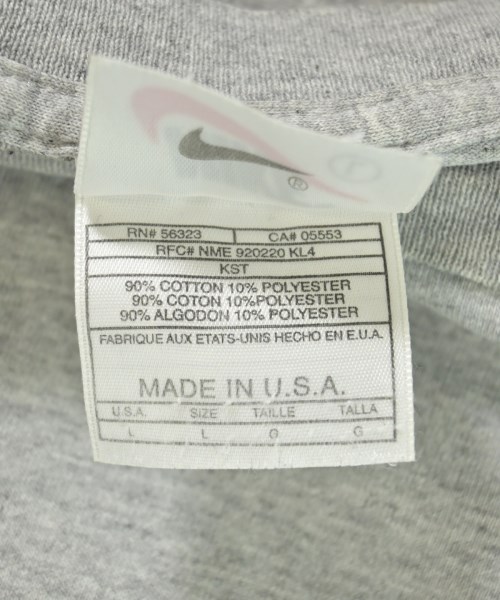 ®
RN# 56323 CA# 05553
RFC# NME 920220 KL4
KST
90% COTTON 10% POLYESTER
90% COTON 10%POLYESTER
90% ALGODON 10% POLYESTER
FABRIQUE AUX ETATS-UNIS HECHO EN E.U.A.
MADE IN U.S.A.
U.S.A. SIZE TAILLE TALLA
L L G G